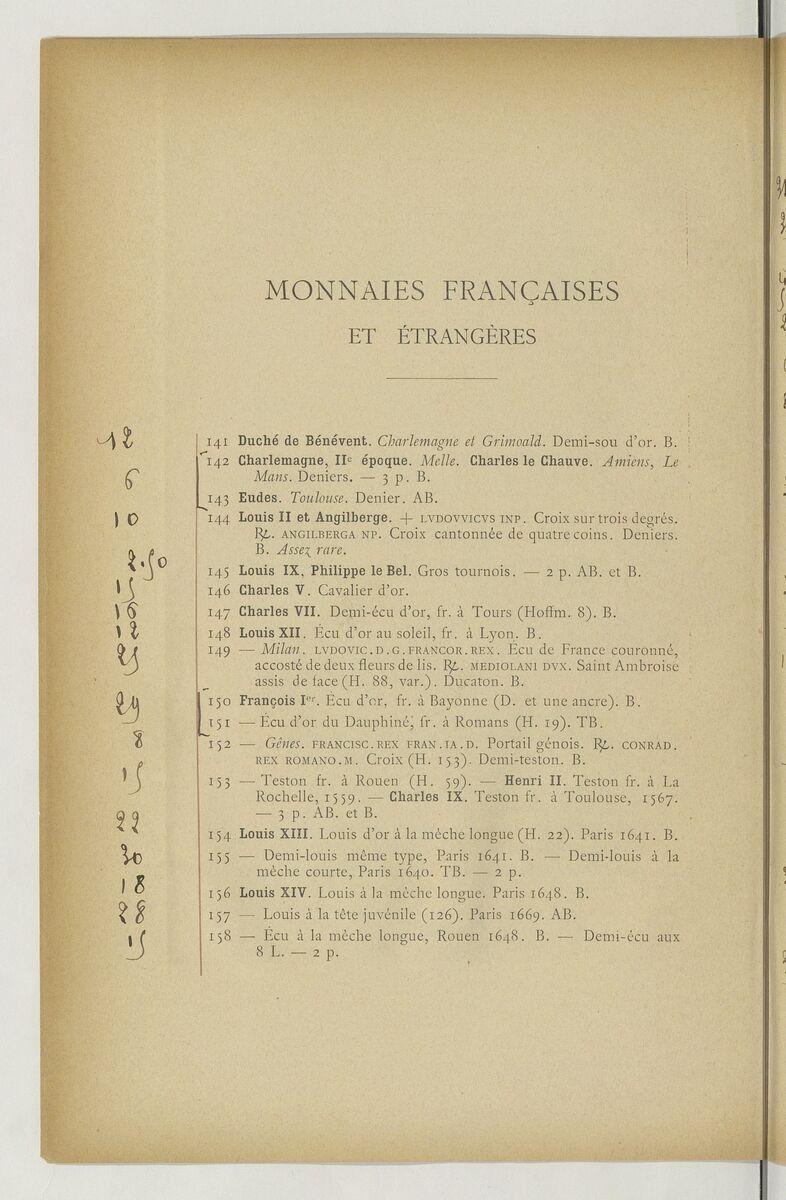 MONNAIES FRANÇAISES
ET ÉTRANGÈRES
12
141 Duché de Bénévent. Charlemagne et Grimoald. Demi-sou d'or. B.
142 Charlemagne, IIe époque. Melle. Charles le Chauve. Amiens, Le
Mans. Deniers. — 3 p. B.
6
143 Eudes. Toulouse. Denier. AB.
10
144 Louis II et Angilberge. + LVDOVVICVS INP. Croix sur trois degrés.
℞. ANGILBERGA NP. Croix cantonnée de quatre coins. Deniers.
B. Assez rare.
2.50
145 Louis IX, Philippe le Bel. Gros tournois. — 2 p. AB. et B.
15
146 Charles V. Cavalier d'or.
16
147 Charles VII. Demi-écu d'or, fr. à Tours (Hoffm. 8). B.
12
148 Louis XII. Écu d'or au soleil, fr. à Lyon. B.
149 — Milan. LVDOVIC.D.G.FRANCOR.REX. Écu de France couronné,
accosté de deux fleurs de lis. ℞. MEDIOLANI DVX. Saint Ambroise
assis de face (H. 88, var.). Ducaton. B.
150 François Ier. Écu d'or, fr. à Bayonne (D. et une ancre). B.
151 — Écu d'or du Dauphiné, fr. à Romans (H. 19). TB.
8
152 — Gênes. FRANCISC.REX FRAN.IA.D. Portail génois. ℞. CONRAD.
REX ROMANO.M. Croix (H. 153). Demi-teston. B.
15
153 — Teston fr. à Rouen (H. 59). — Henri II. Teston fr. à La
Rochelle, 1559. — Charles IX. Teston fr. à Toulouse, 1567.
— 3 p. AB. et B.
22
154 Louis XIII. Louis d'or à la mèche longue (H. 22). Paris 1641. B.
30
155 — Demi-louis même type, Paris 1641. B. — Demi-louis à la
mèche courte, Paris 1640. TB. — 2 p.
18
156 Louis XIV. Louis à la mèche longue. Paris 1648. B.
28
157 — Louis à la tête juvénile (126). Paris 1669. AB.
15
158 — Écu à la mèche longue, Rouen 1648. B. — Demi-écu aux
8 L. — 2 p.